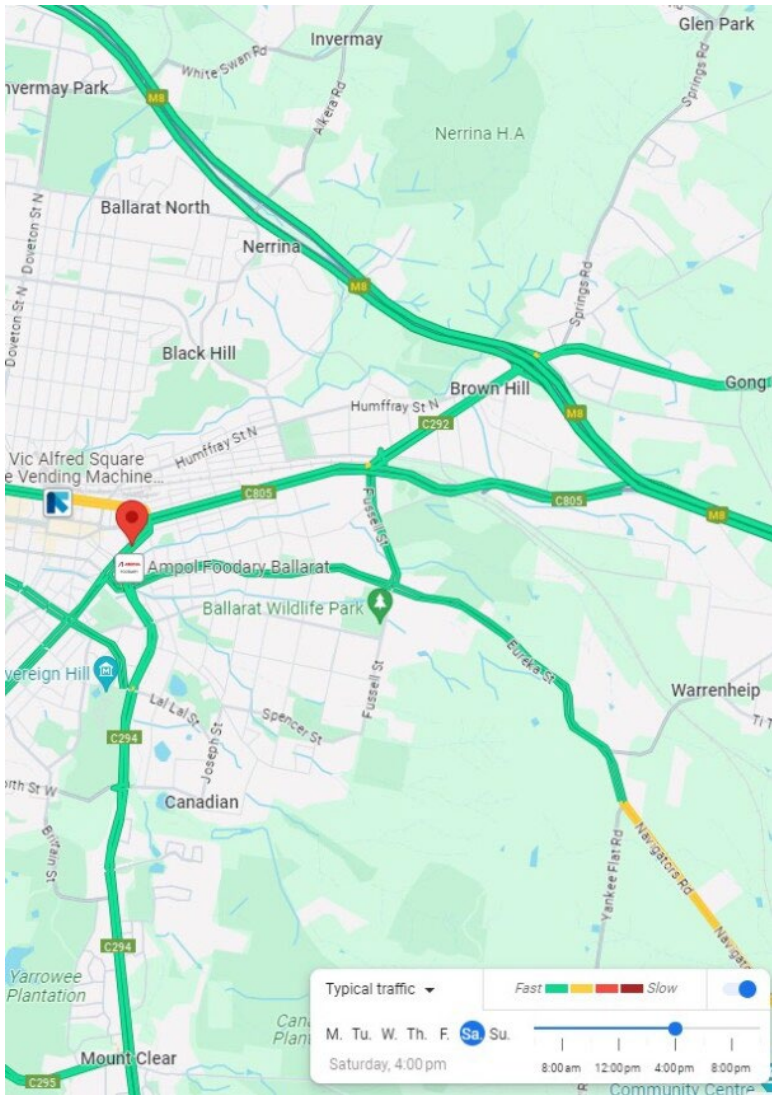 Glen Park
Invermay
White Swan Rd
nvermay Park
M8
Springs Rd
Alkera Rd
Nerrina H.A
Doveton St N
Ballarat North
Nerrina
M8
Springs Rd
Doveton St N
Black Hill
Brown Hill
Gong
Humffray St N
M8
C292
Humffray St N
Vic Alfred Square
e Vending Machine...
C805
C805
M8
Fussell St
Ampol Foodary Ballarat
Ballarat Wildlife Park
Eureka St
vereign Hill
Warrenheip
Lal Lal St
Fussell St
Spencer St
C294
Joseph St
orth St W
Canadian
Brittain St
Yankee Flat Rd
Navigators Rd
C294
Yarrowee
Plantation
Mount Clear
C295
Typical traffic
Fast
Slow
M. Tu. W. Th. F. Sa. Su.
Saturday, 4:00 pm
8:00 am 12:00 pm 4:00 pm 8:00 pm
Community Centre